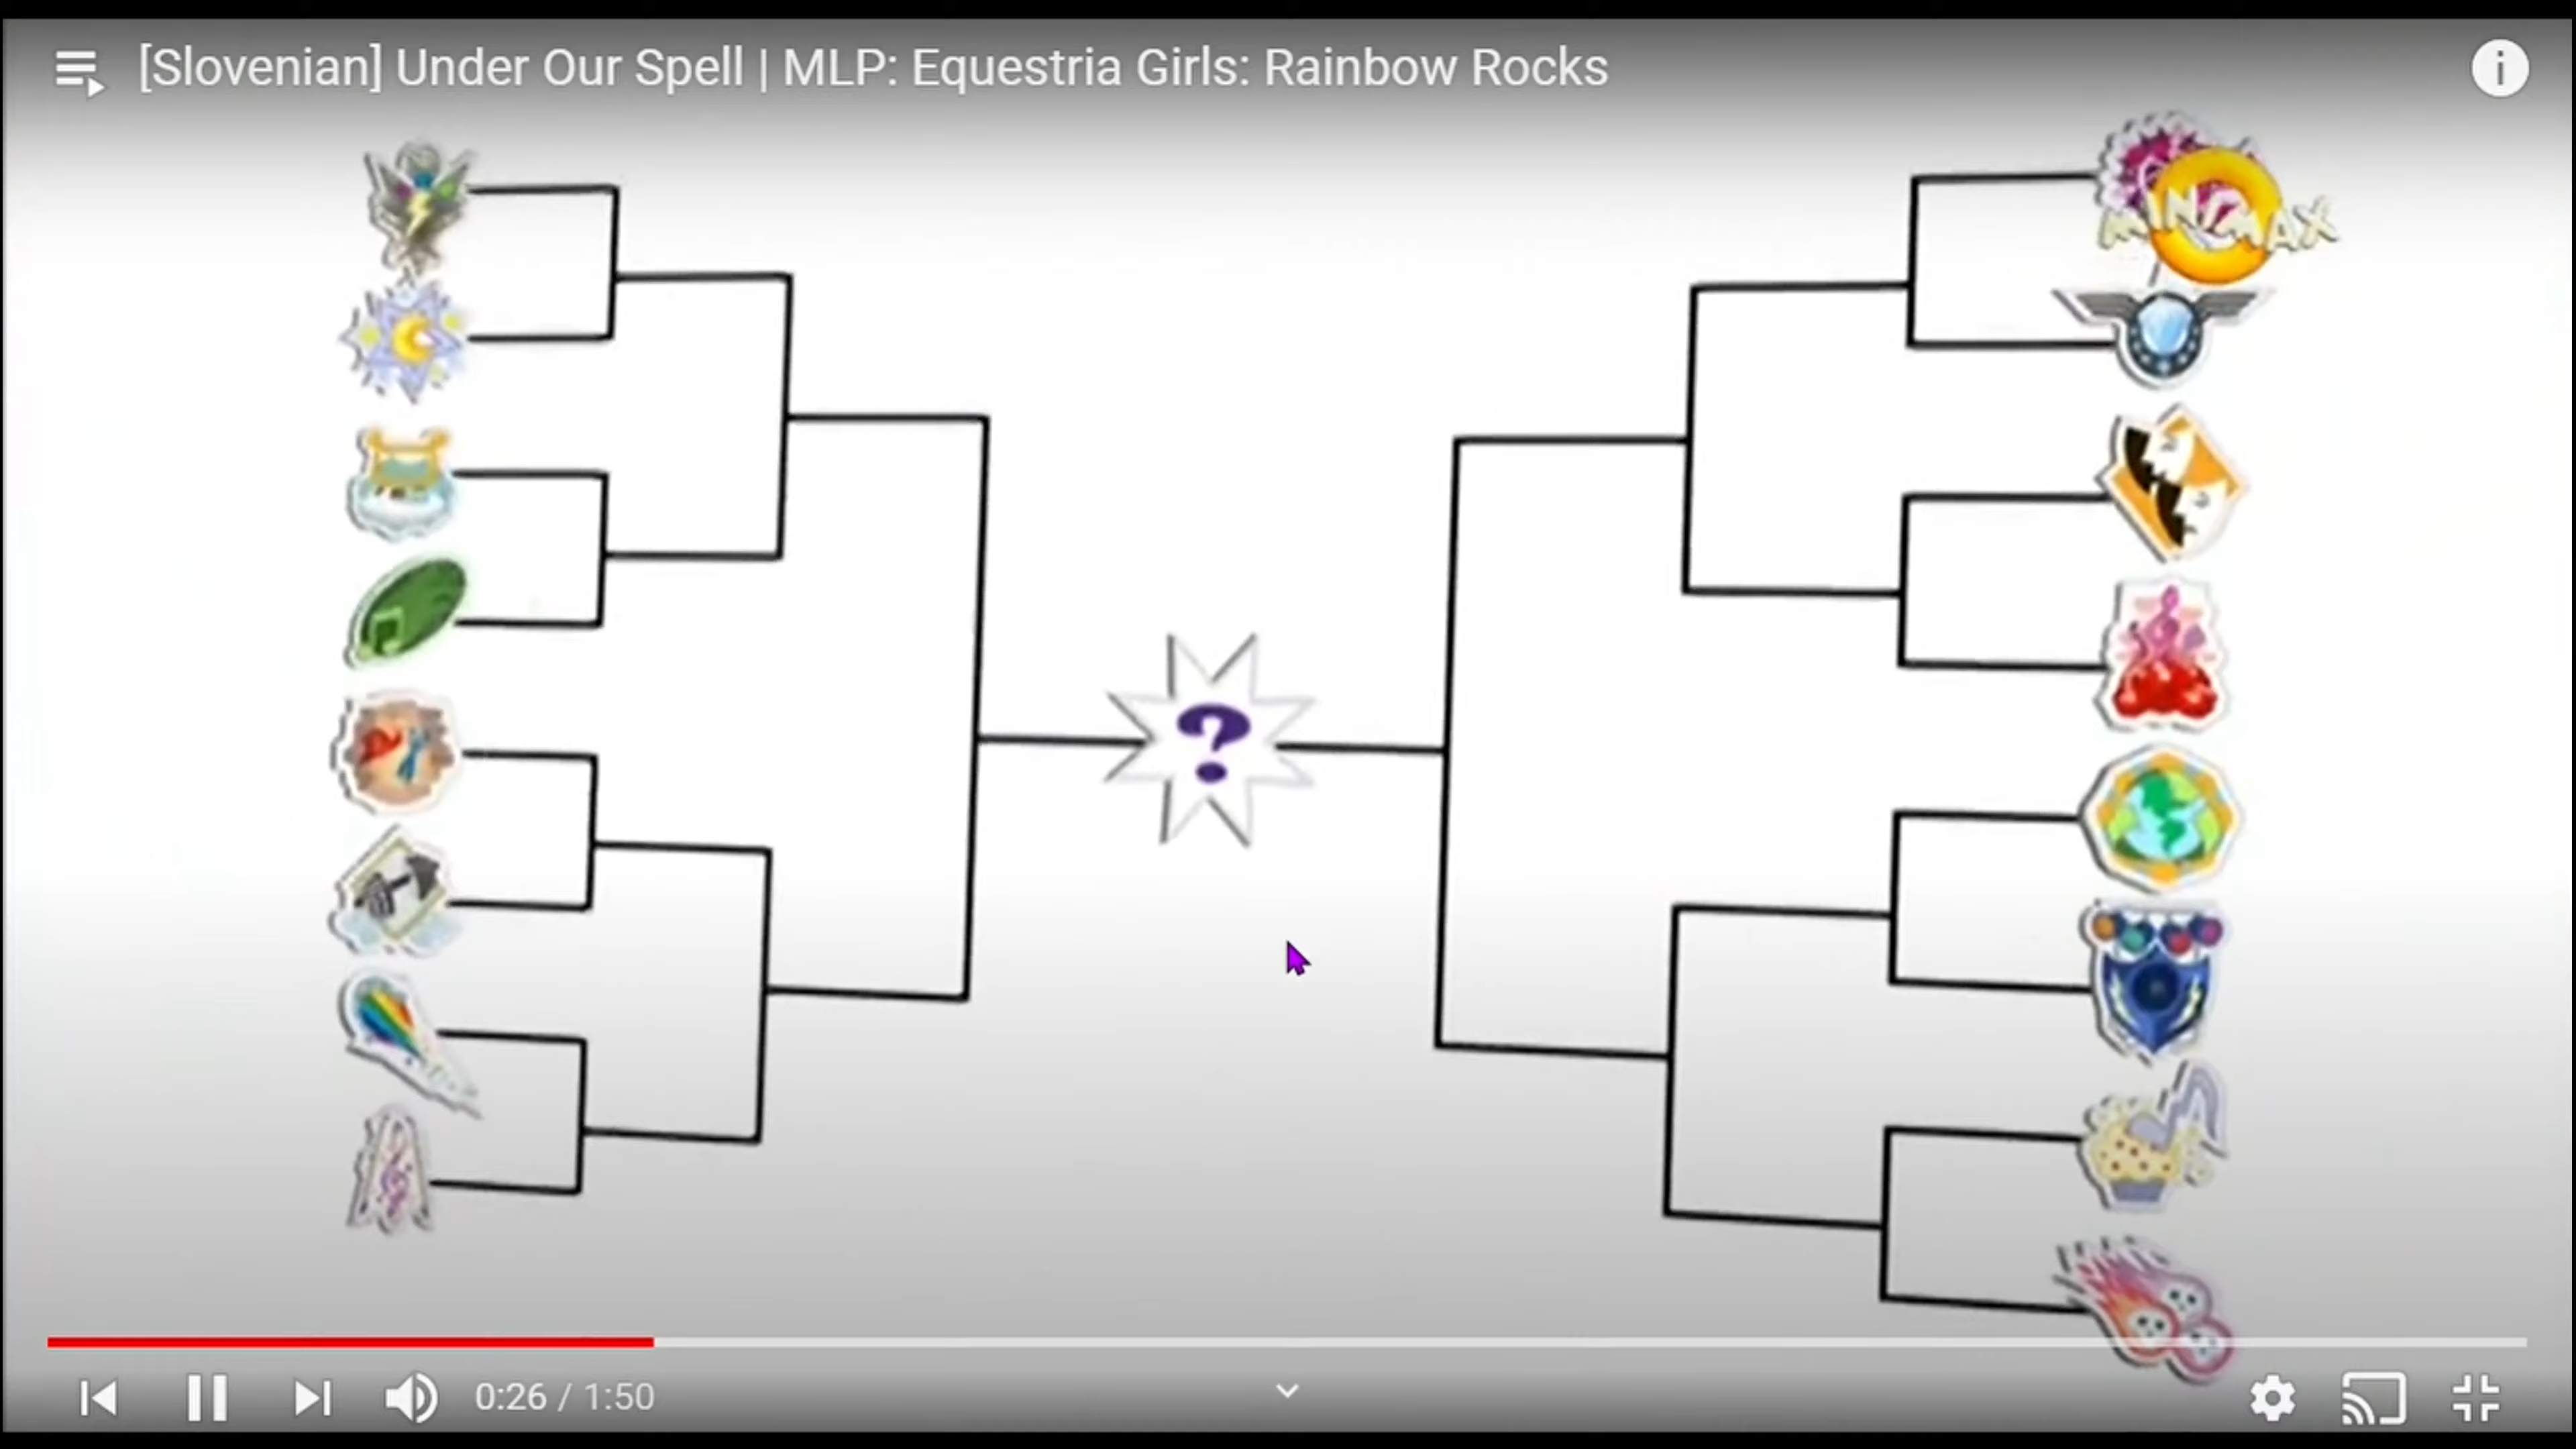 [Slovenian] Under Our Spell | MLP: Equestria Girls: Rainbow Rocks
MINIMAX
?
0:26 / 1:50